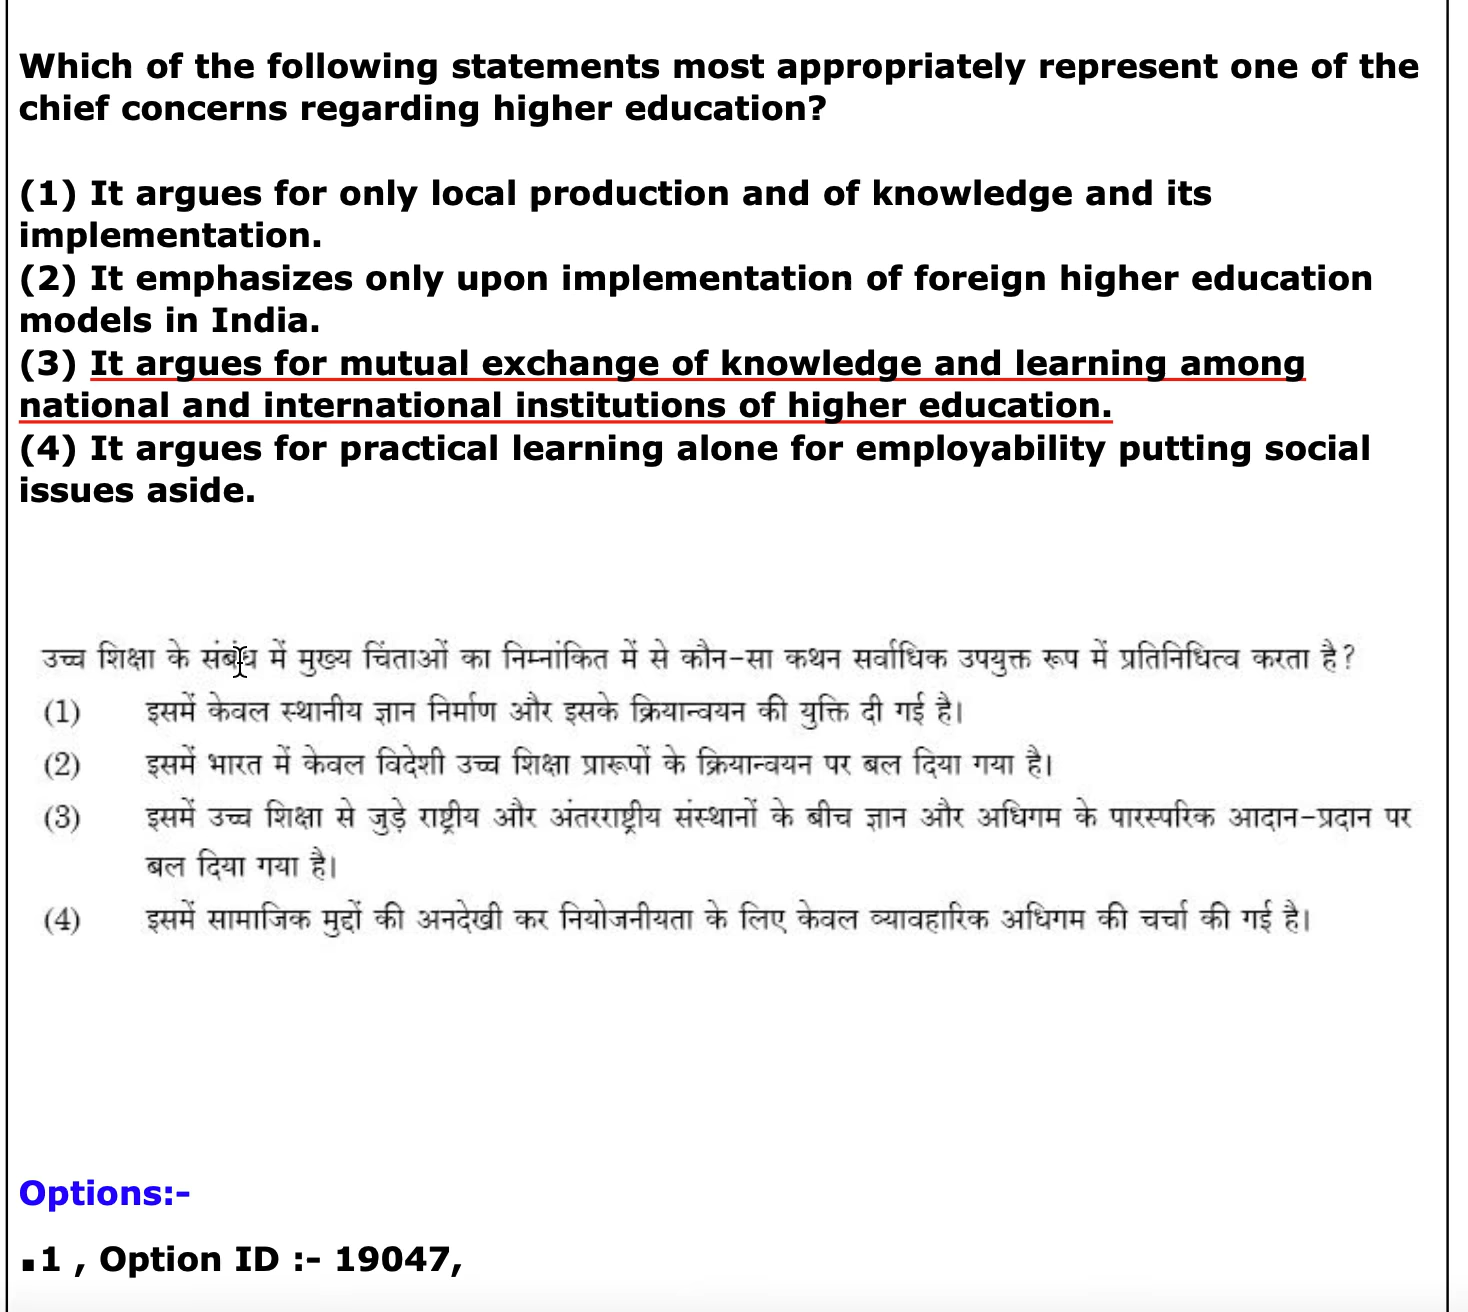 Which of the following statements most appropriately represent one of the
chief concerns regarding higher education?
(1) It argues for only local production and of knowledge and its
implementation.
(2) It emphasizes only upon implementation of foreign higher education
models in India.
(3) It argues for mutual exchange of knowledge and learning among
national and international institutions of higher education.
(4) It argues for practical learning alone for employability putting social
issues aside.
उच्च शिक्षा के संबंध में मुख्य चिंताओं का निम्नांकित में से कौन-सा कथन सर्वाधिक उपयुक्त रूप में प्रतिनिधित्व करता है?
(1) इसमें केवल स्थानीय ज्ञान निर्माण और इसके क्रियान्वयन की युक्ति दी गई है।
(2) इसमें भारत में केवल विदेशी उच्च शिक्षा प्रारूपों के क्रियान्वयन पर बल दिया गया है।
(3) इसमें उच्च शिक्षा से जुड़े राष्ट्रीय और अंतरराष्ट्रीय संस्थानों के बीच ज्ञान और अधिगम के पारस्परिक आदान-प्रदान पर
बल दिया गया है।
(4) इसमें सामाजिक मुद्दों की अनदेखी कर नियोजनीयता के लिए केवल व्यावहारिक अधिगम की चर्चा की गई है।
Options:-
▪1 , Option ID :- 19047,